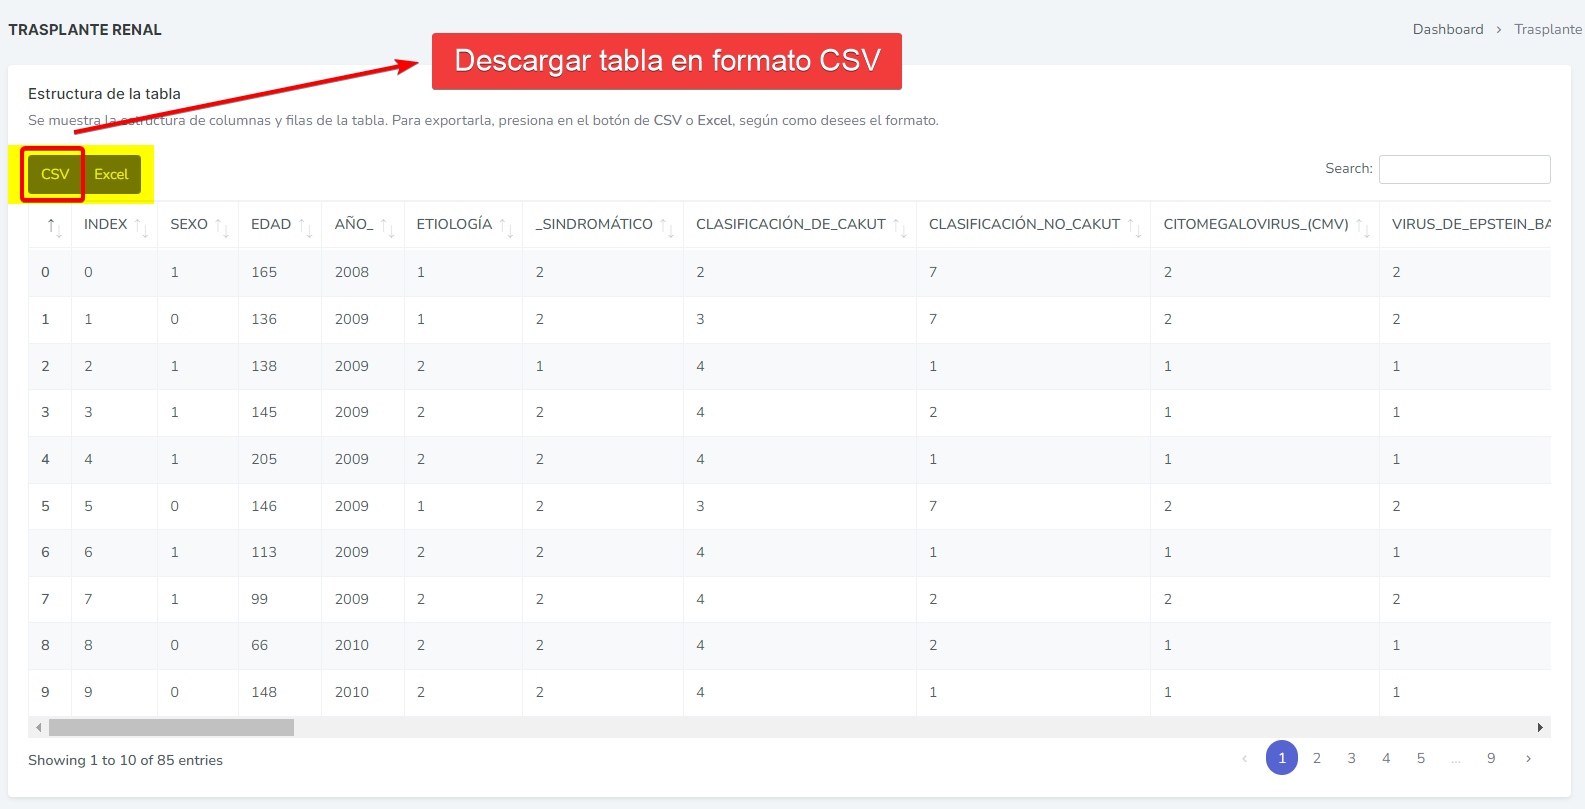 TRASPLANTE RENAL
Dashboard › Trasplante
Descargar tabla en formato CSV
Estructura de la tabla
Se muestra la estructura de columnas y filas de la tabla. Para exportarla, presiona en el botón de CSV o Excel, según como desees el formato.
CSV Excel
Search:
INDEX SEXO EDAD AÑO_ ETIOLOGÍA _SINDROMÁTICO CLASIFICACIÓN_DE_CAKUT CLASIFICACIÓN_NO_CAKUT CITOMEGALOVIRUS_(CMV) VIRUS_DE_EPSTEIN_BA
0 0 1 165 2008 1 2 2 7 2 2
1 1 0 136 2009 1 2 3 7 2 2
2 2 1 138 2009 2 1 4 1 1 1
3 3 1 145 2009 2 2 4 2 1 1
4 4 1 205 2009 2 2 4 1 1 1
5 5 0 146 2009 1 2 3 7 2 2
6 6 1 113 2009 2 2 4 1 1 1
7 7 1 99 2009 2 2 4 2 2 2
8 8 0 66 2010 2 2 4 2 1 1
9 9 0 148 2010 2 2 4 1 1 1
Showing 1 to 10 of 85 entries
‹ 1 2 3 4 5 ... 9 ›